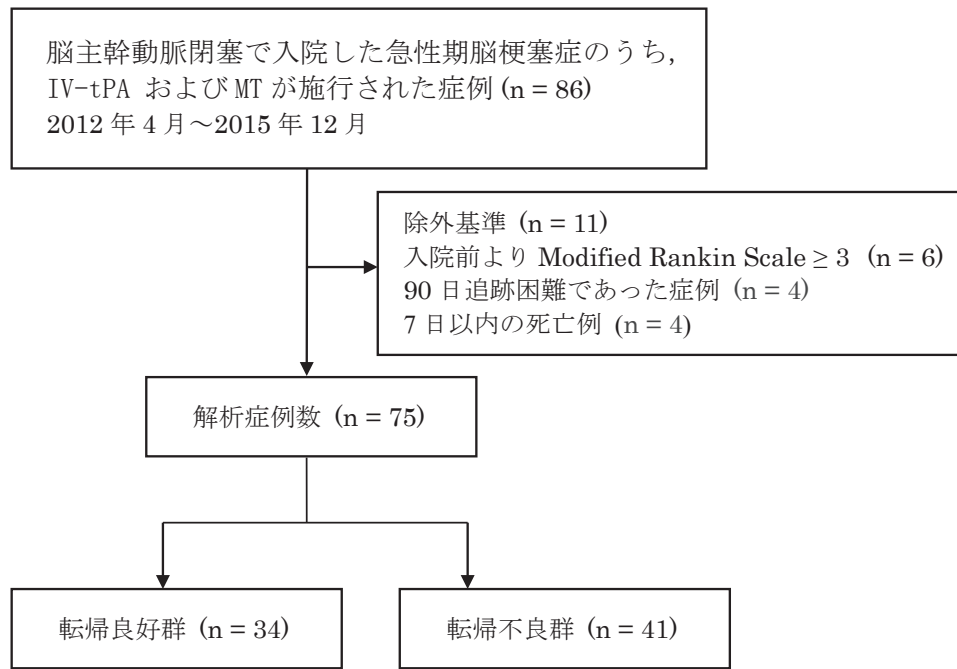 脳主幹動脈閉塞で入院した急性期脳梗塞症のうち,
IV-tPA および MT が施行された症例 (n = 86)
2012 年 4 月～2015 年 12 月
除外基準 (n = 11)
入院前より Modified Rankin Scale ≥ 3 (n = 6)
90 日追跡困難であった症例 (n = 4)
7 日以内の死亡例 (n = 4)
解析症例数 (n = 75)
転帰良好群 (n = 34)
転帰不良群 (n = 41)